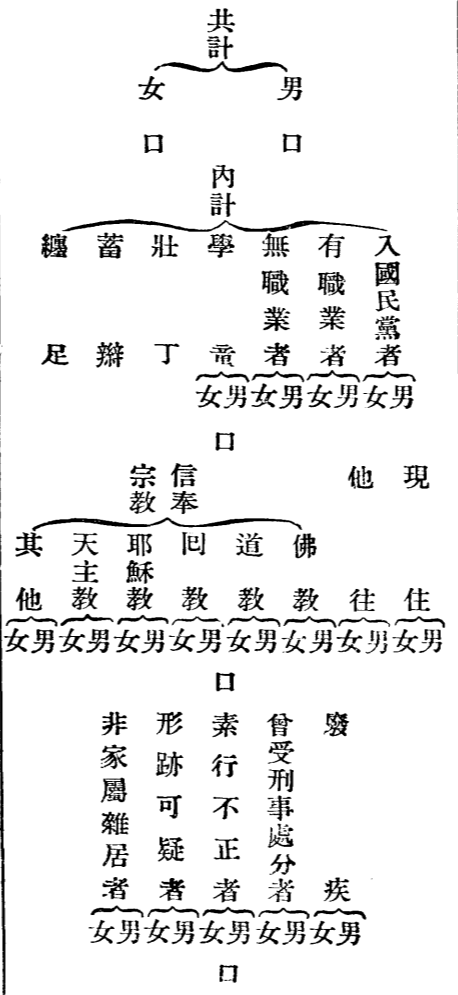 共計
男 口
女 口
內計
入國民黨者 男 女
有職業者 男 女
無職業者 男 女
學童 男 女
壯丁
蓄辮
纏足
口
現住 男 女
他往 男 女
信奉
宗教
佛教 男 女
道教 男 女
回教 男 女
耶穌教 男 女
天主教 男 女
其他 男 女
口
廢疾 男 女
曾受刑事處分者 男 女
素行不正者 男 女
形跡可疑者 男 女
非家屬雜居者 男 女
口